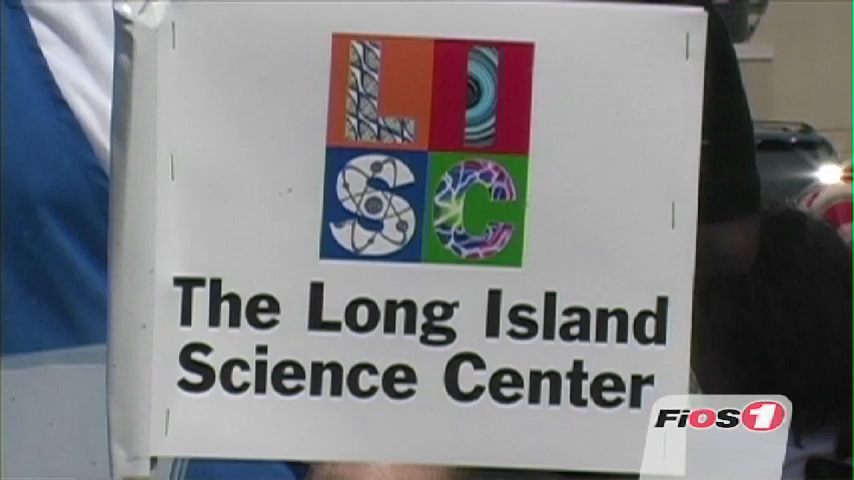 LI
SC
The Long Island
Science Center
FiOS1